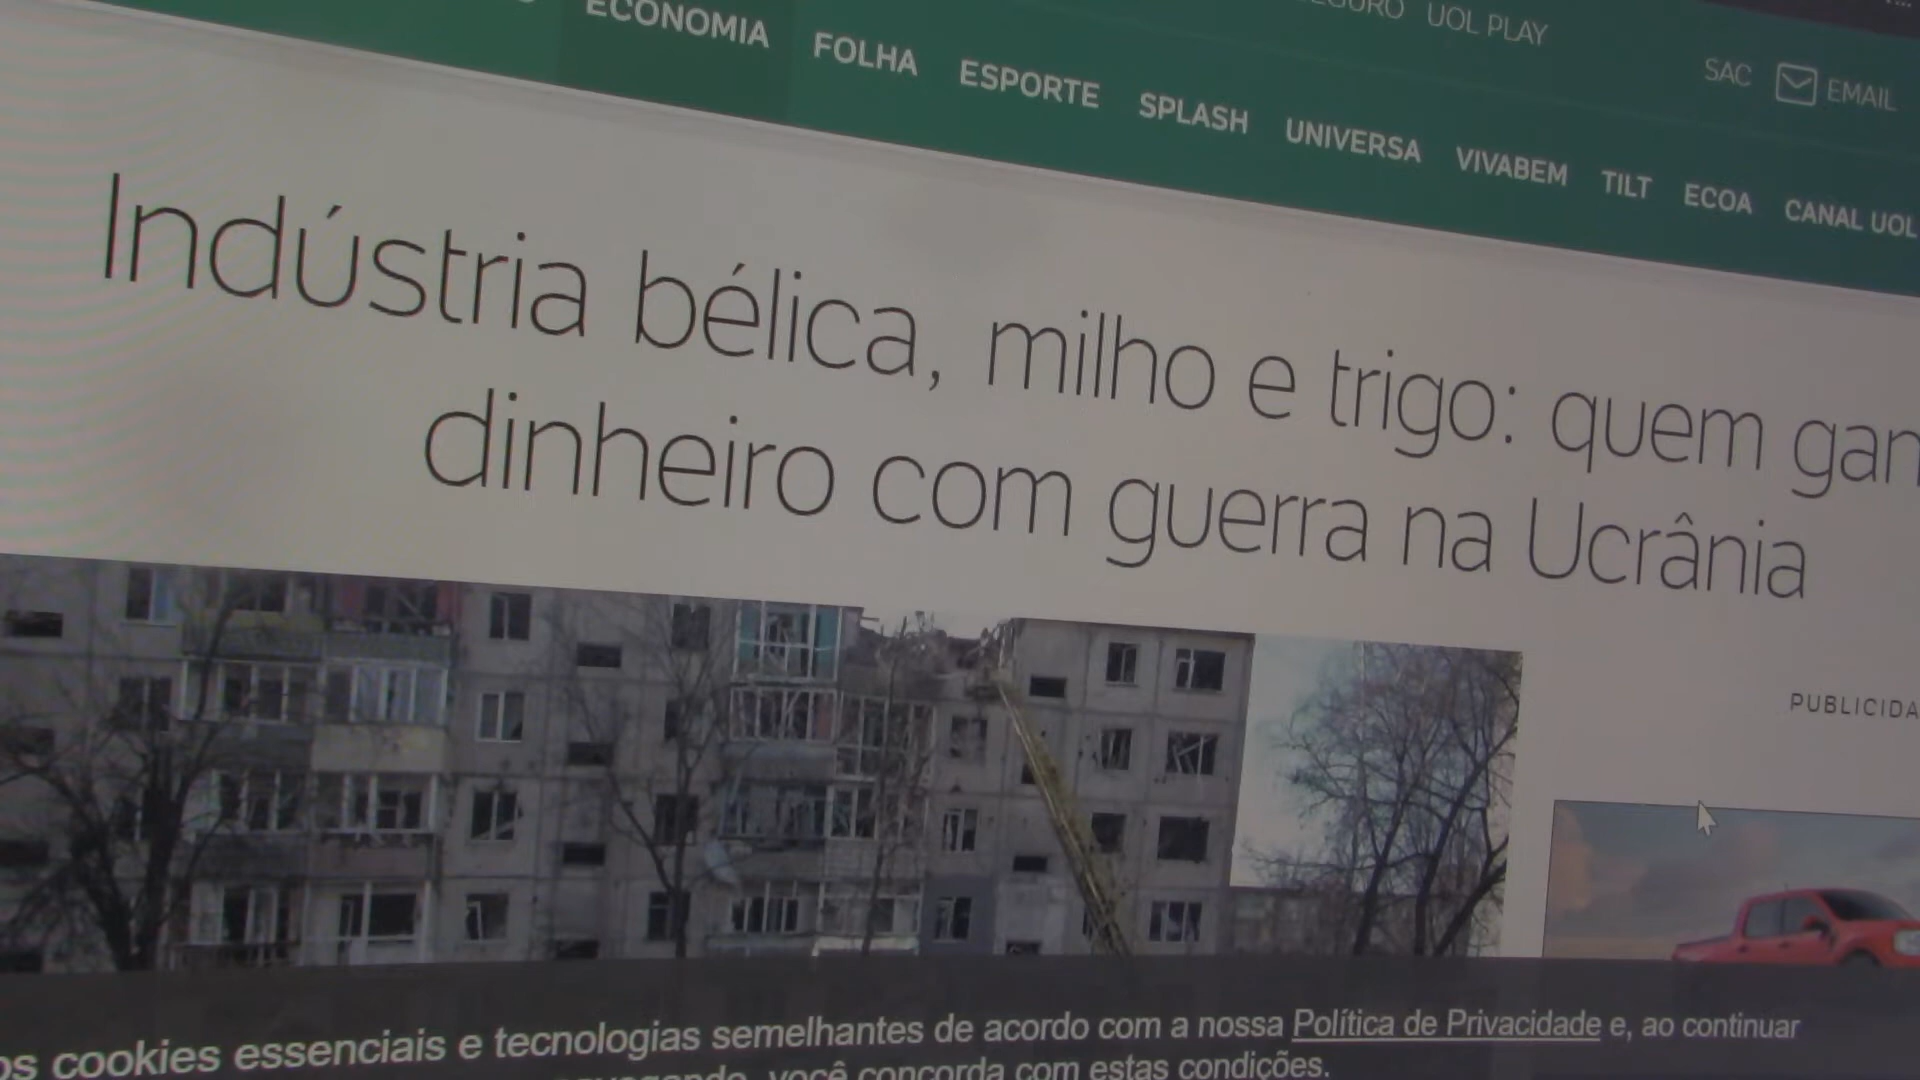 UOL PLAY
SAC EMAIL
ECONOMIA FOLHA ESPORTE SPLASH UNIVERSA VIVABEM TILT ECOA CANAL UOL
Indústria bélica, milho e trigo: quem gan
dinheiro com guerra na Ucrânia
PUBLICIDA
os cookies essenciais e tecnologias semelhantes de acordo com a nossa Política de Privacidade e, ao continuar
você concorda com estas condições.